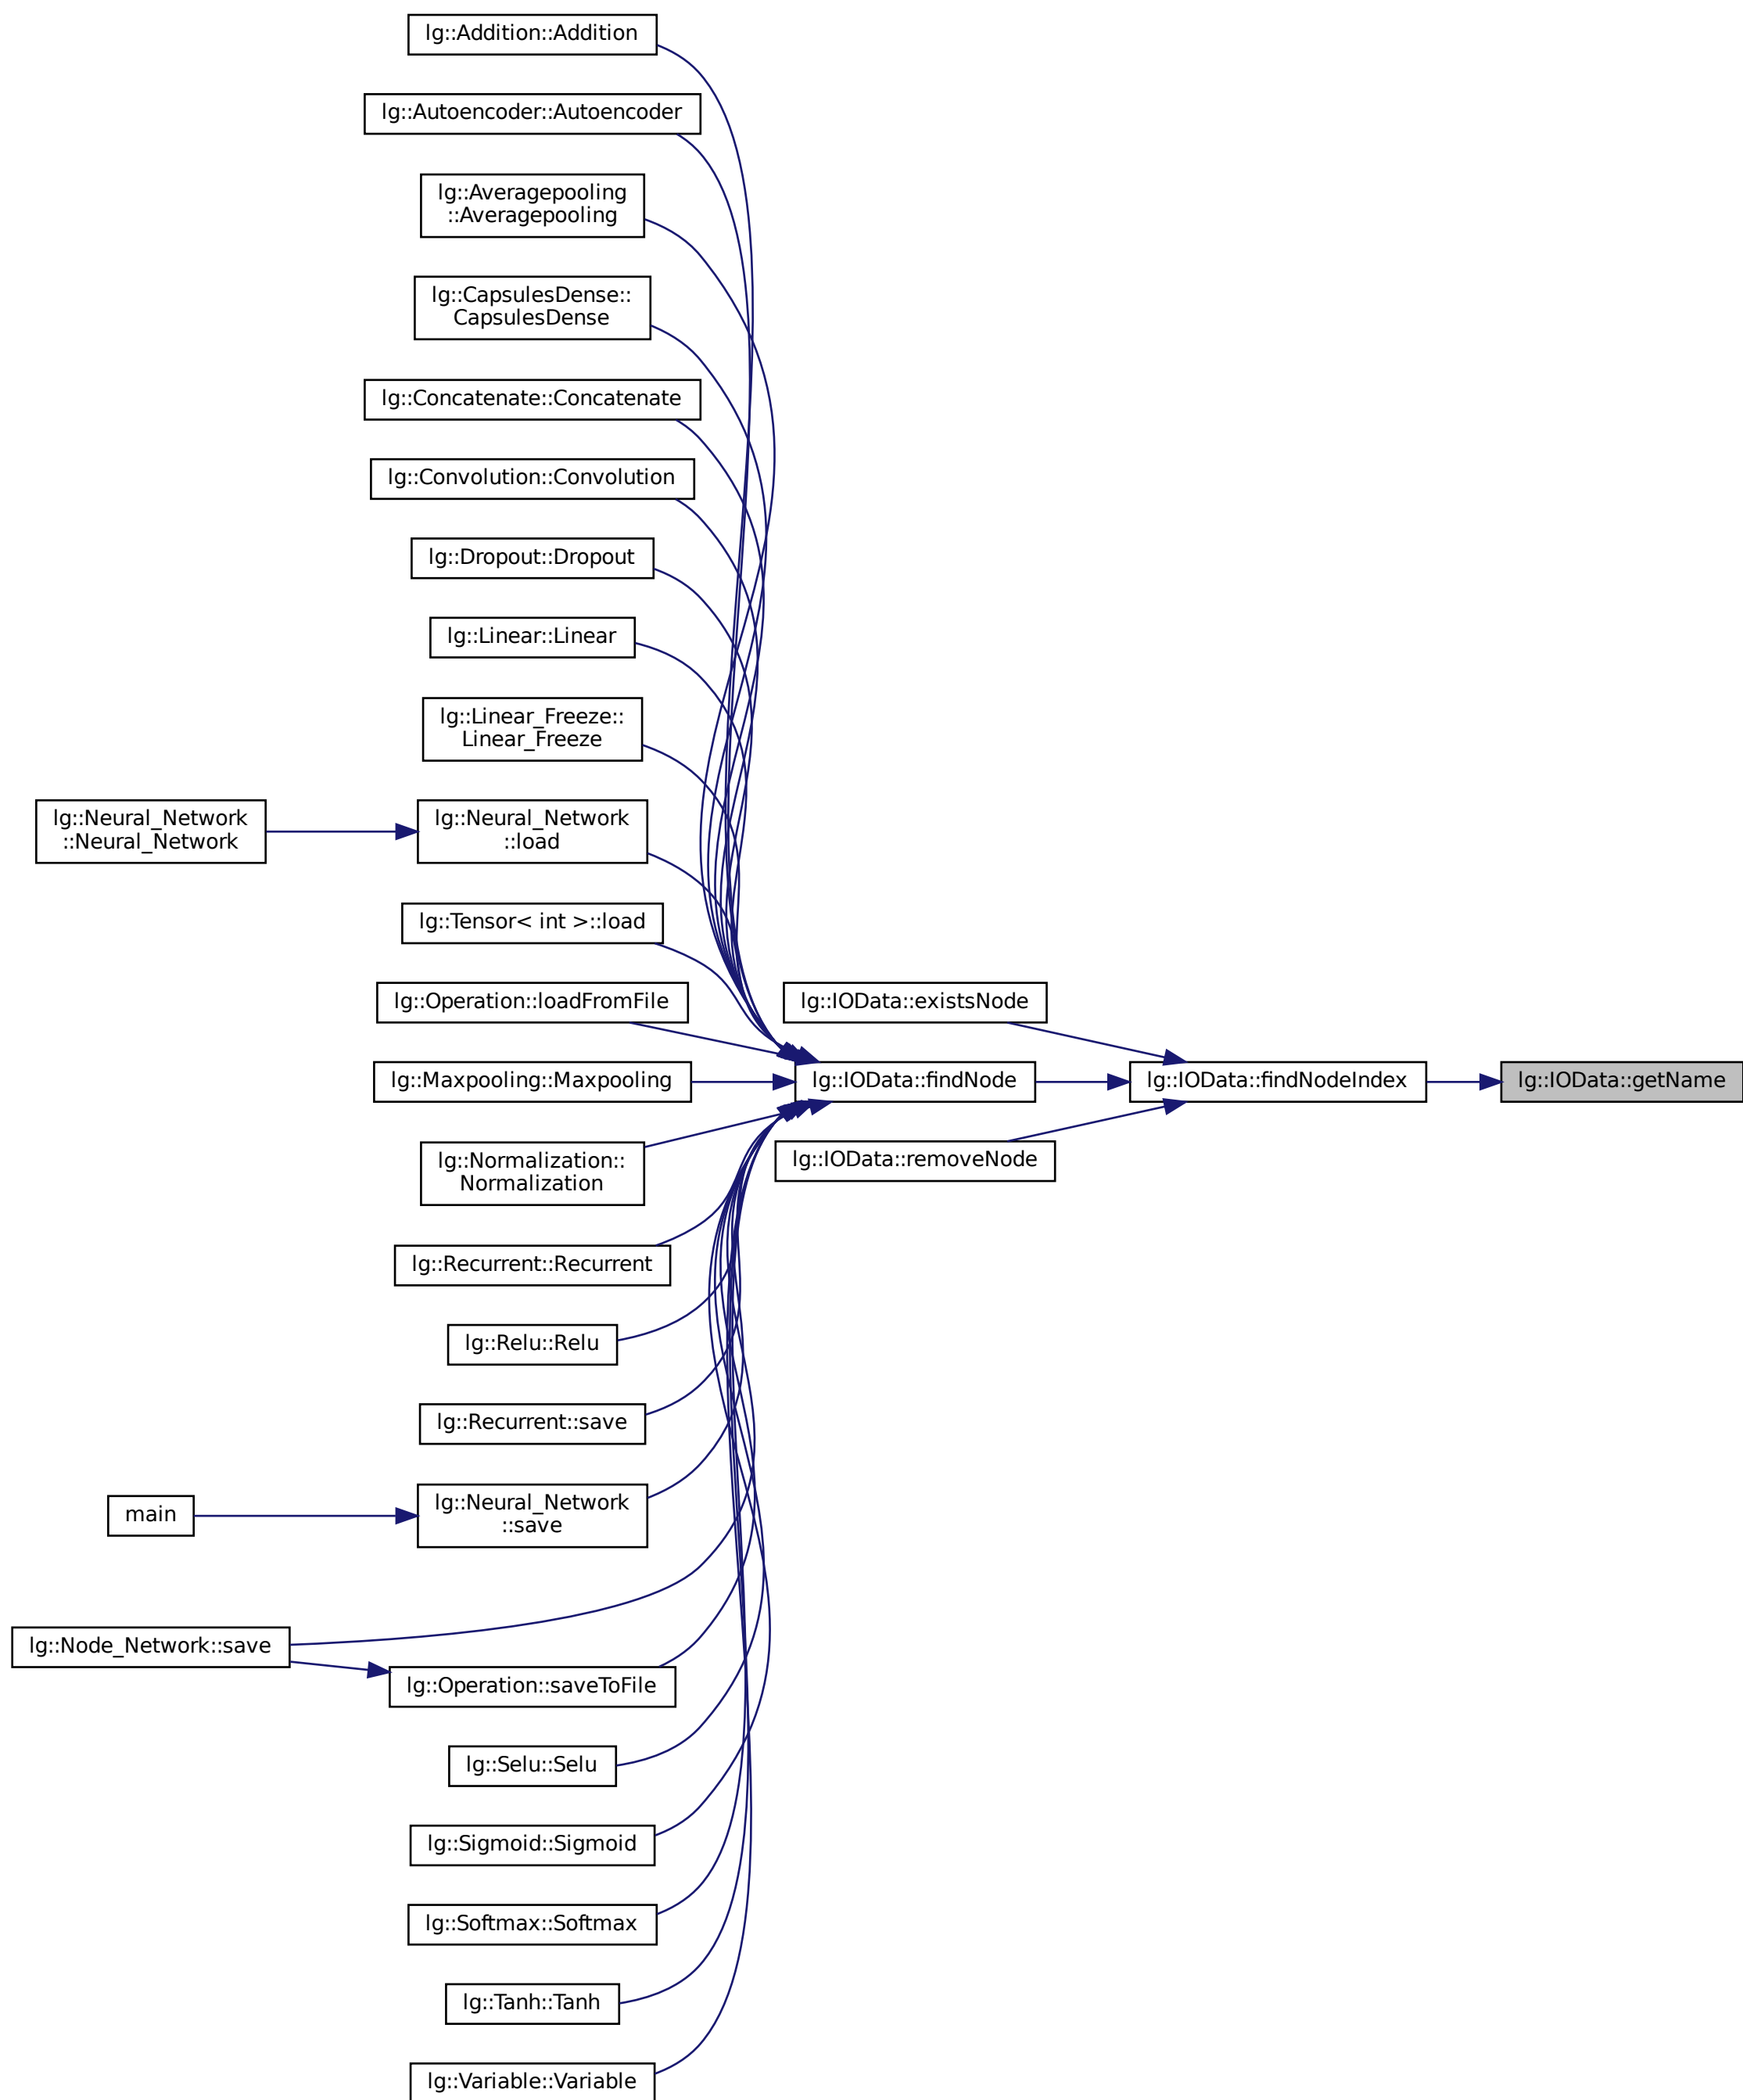 lg::Addition::Addition
lg::Autoencoder::Autoencoder
lg::Averagepooling
::Averagepooling
lg::CapsulesDense::
CapsulesDense
lg::Concatenate::Concatenate
lg::Convolution::Convolution
lg::Dropout::Dropout
lg::Linear::Linear
lg::Linear_Freeze::
Linear_Freeze
lg::Neural_Network
::Neural_Network
lg::Neural_Network
::load
lg::Tensor< int >::load
lg::Operation::loadFromFile
lg::IOData::existsNode
lg::Maxpooling::Maxpooling
lg::IOData::findNode
lg::IOData::findNodeIndex
lg::IOData::getName
lg::Normalization::
Normalization
lg::IOData::removeNode
lg::Recurrent::Recurrent
lg::Relu::Relu
lg::Recurrent::save
main
lg::Neural_Network
::save
lg::Node_Network::save
lg::Operation::saveToFile
lg::Selu::Selu
lg::Sigmoid::Sigmoid
lg::Softmax::Softmax
lg::Tanh::Tanh
lg::Variable::Variable